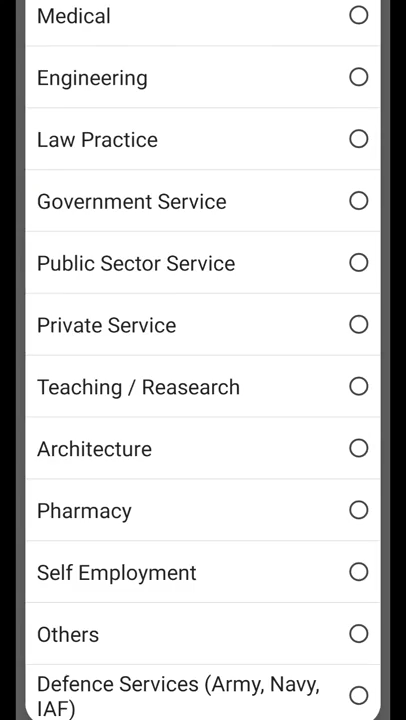 Medical
Engineering
Law Practice
Government Service
Public Sector Service
Private Service
Teaching / Reasearch
Architecture
Pharmacy
Self Employment
Others
Defence Services (Army, Navy,
IAF)